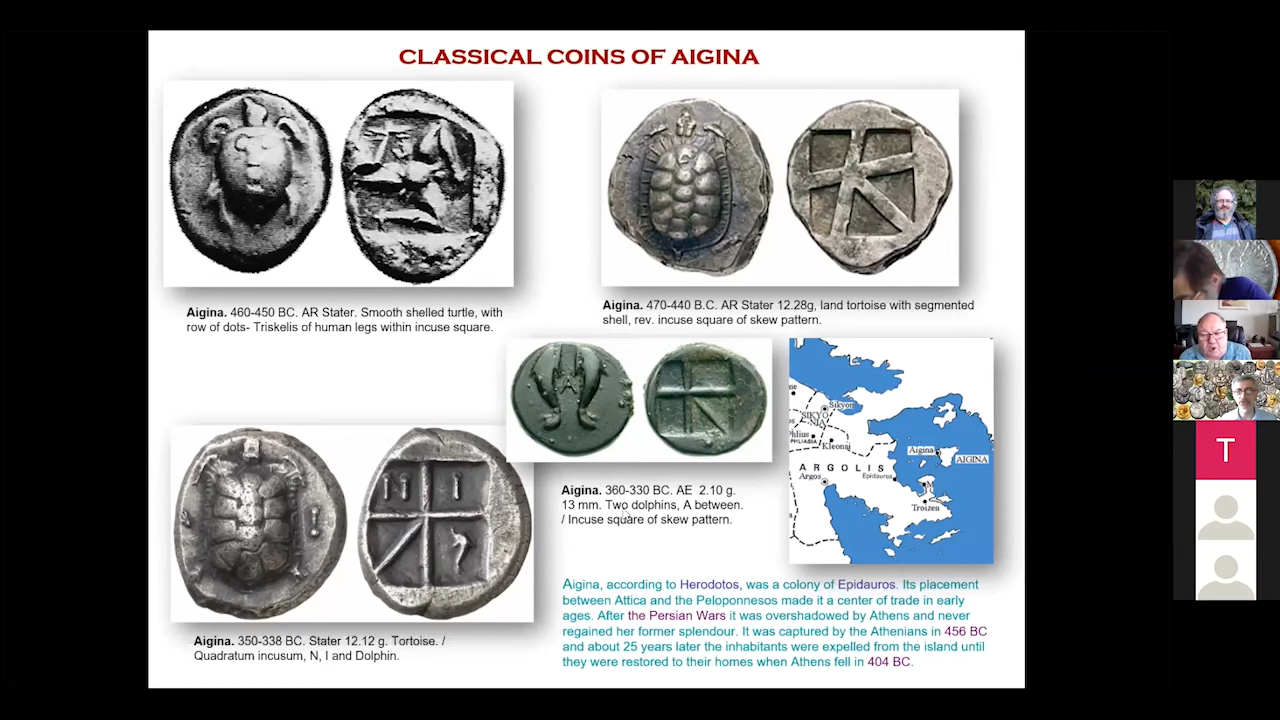 CLASSICAL COINS OF AIGINA
Aigina. 460-450 BC. AR Stater. Smooth shelled turtle, with
row of dots- Triskelis of human legs within incuse square.
Aigina. 470-440 B.C. AR Stater 12.28g, land tortoise with segmented
shell, rev. incuse square of skew pattern.
Aigina. 360-330 BC. AE 2.10 g.
13 mm. Two dolphins, A between.
/ Incuse square of skew pattern.
Sikyon
SIKYO
NIA
Phlius
PHLIASIA
Kleonai
Aigina
AIGINA
ARGOLIS
Argos
Epidauros
Troizen
N I
Aigina. 350-338 BC. Stater 12.12 g. Tortoise. /
Quadratum incusum, N, I and Dolphin.
Aigina, according to Herodotos, was a colony of Epidauros. Its placement
between Attica and the Peloponnesos made it a center of trade in early
ages. After the Persian Wars it was overshadowed by Athens and never
regained her former splendour. It was captured by the Athenians in 456 BC
and about 25 years later the inhabitants were expelled from the island until
they were restored to their homes when Athens fell in 404 BC.
T